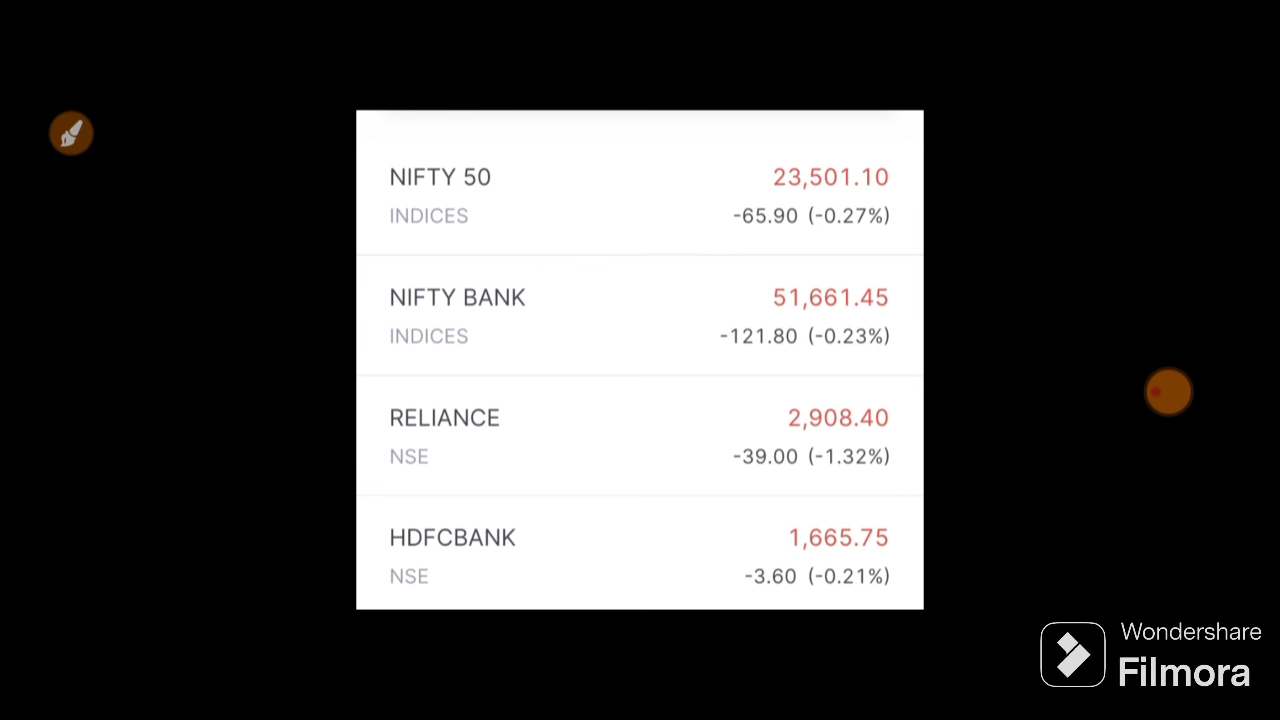 NIFTY 50 23,501.10
INDICES -65.90 (-0.27%)
NIFTY BANK 51,661.45
INDICES -121.80 (-0.23%)
RELIANCE 2,908.40
NSE -39.00 (-1.32%)
HDFCBANK 1,665.75
NSE -3.60 (-0.21%)
Wondershare
Filmora